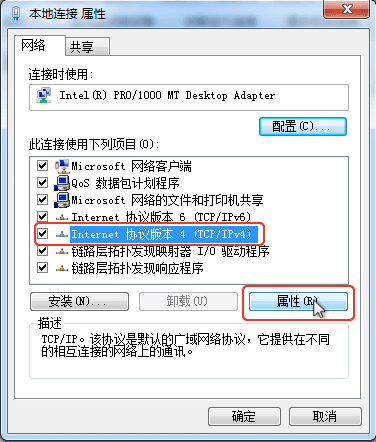 本地连接 属性
网络
共享
连接时使用:
Intel(R) PRO/1000 MT Desktop Adapter
配置(C)...
此连接使用下列项目(O):
Microsoft 网络客户端
QoS 数据包计划程序
Microsoft 网络的文件和打印机共享
Internet 协议版本 6 (TCP/IPv6)
Internet 协议版本 4 (TCP/IPv4)
链路层拓扑发现映射器 I/O 驱动程序
链路层拓扑发现响应程序
安装(N)...
卸载(U)
属性(R)
描述
TCP/IP。该协议是默认的广域网络协议，它提供在不同
的相互连接的网络上的通讯。
确定
取消